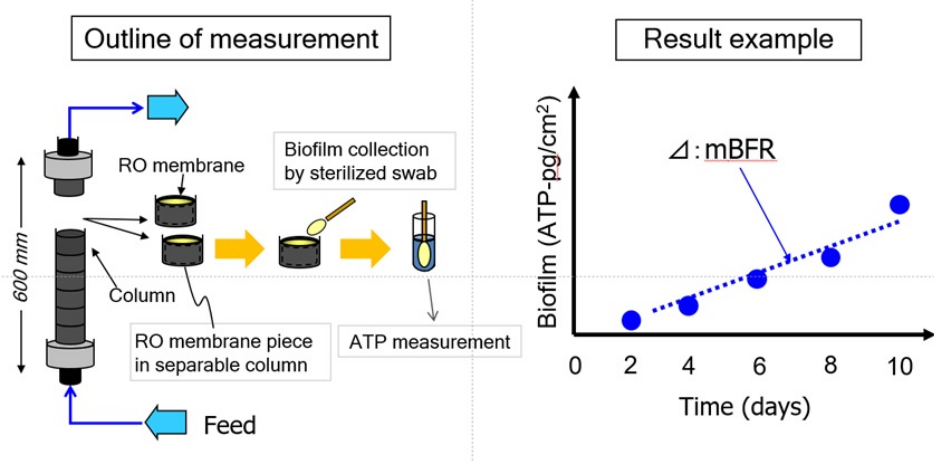 Outline of measurement
RO membrane
Biofilm collection
by sterilized swab
600 mm
Column
RO membrane piece
in separable column
ATP measurement
Feed
Result example
Biofilm (ATP-pg/cm²)
⊿: mBFR
0 2 4 6 8 10
Time (days)